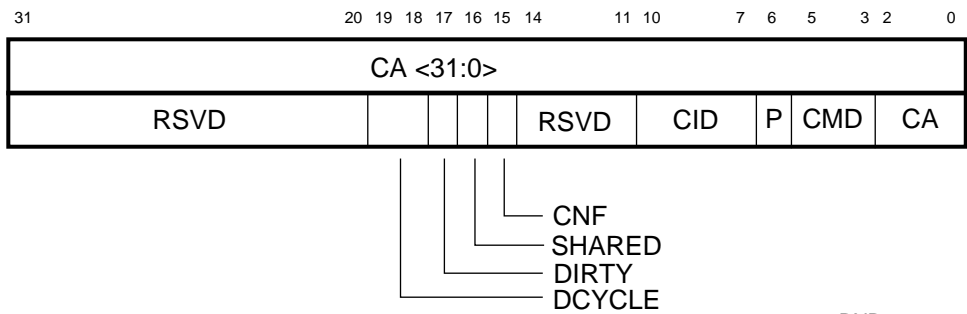 31 20 19 18 17 16 15 14 11 10 7 6 5 3 2 0
CA <31:0>
RSVD RSVD CID P CMD CA
CNF
SHARED
DIRTY
DCYCLE